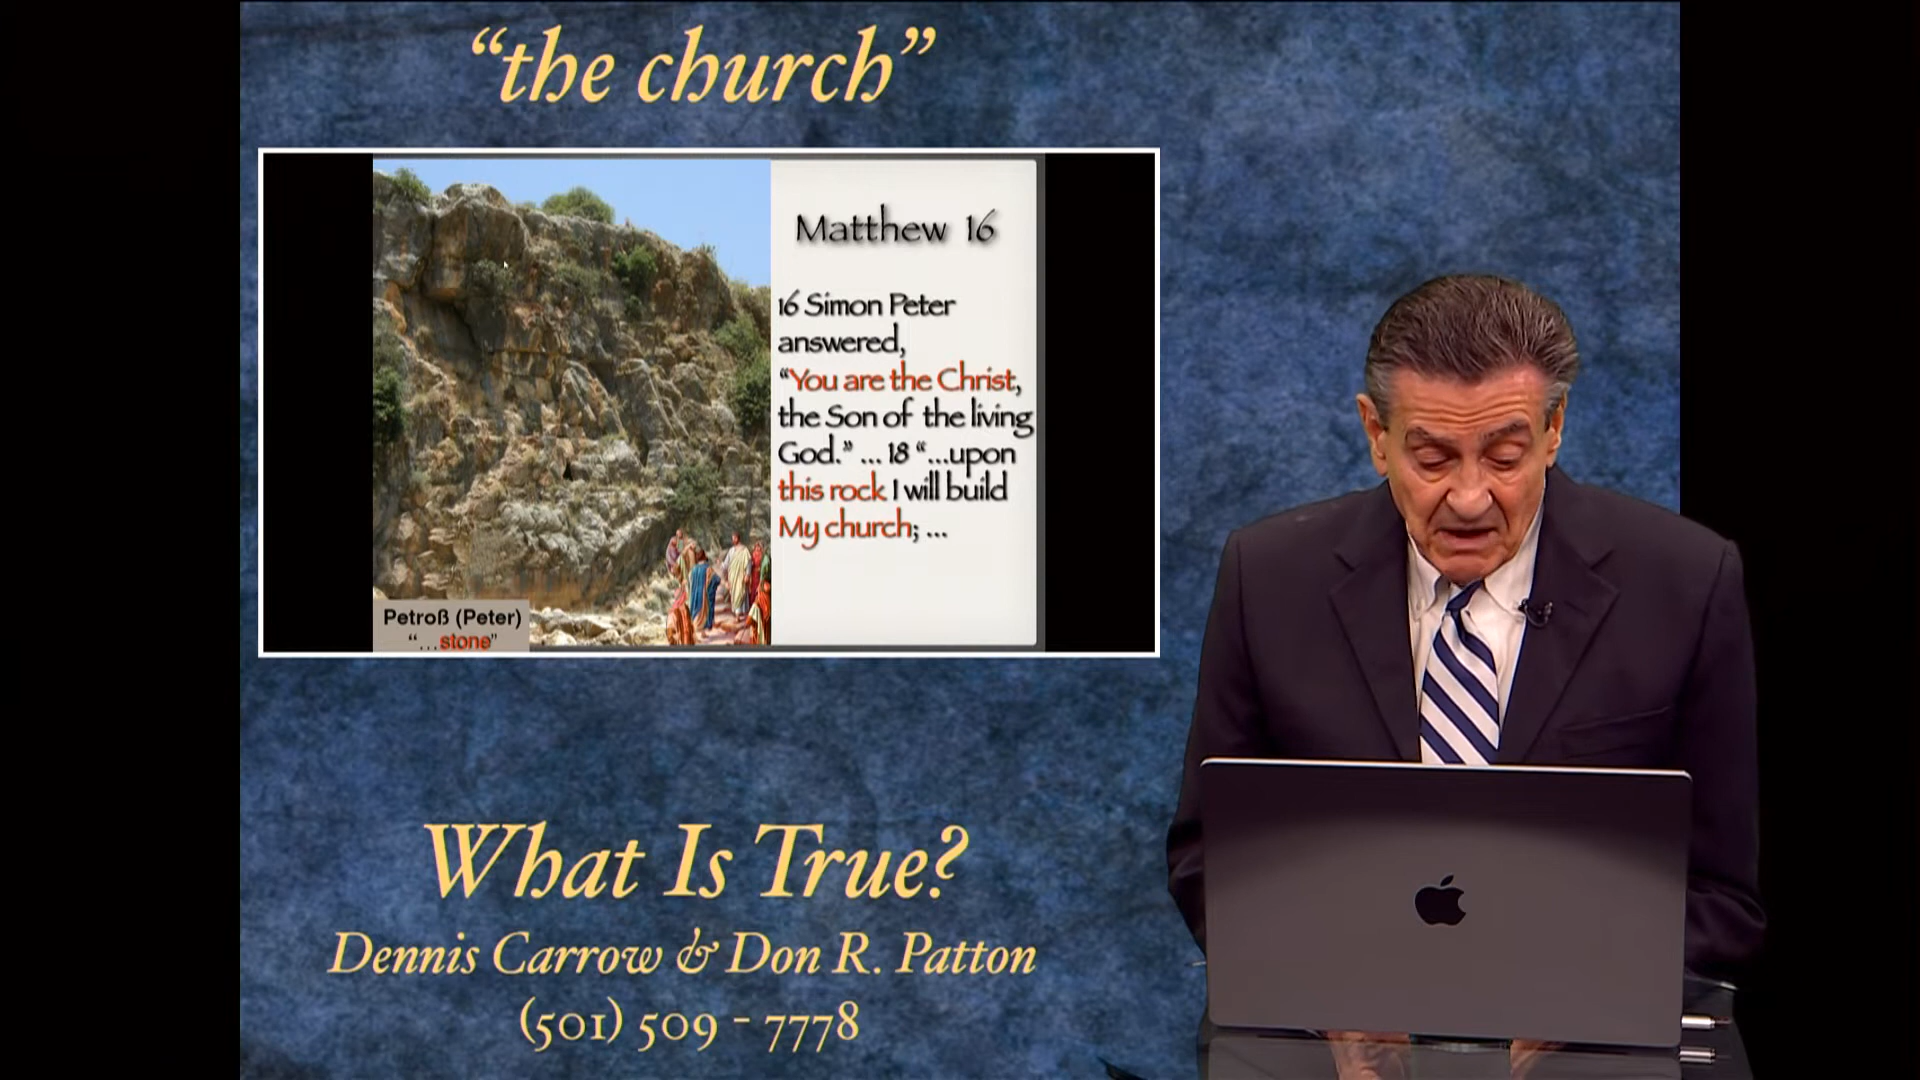 “the church”
Matthew 16
16 Simon Peter
answered,
“You are the Christ,
the Son of the living
God.” ... 18 “...upon
this rock I will build
My church; ...
Petroß (Peter)
“...stone”
What Is True?
Dennis Carrow & Don R. Patton
(501) 509 - 7778